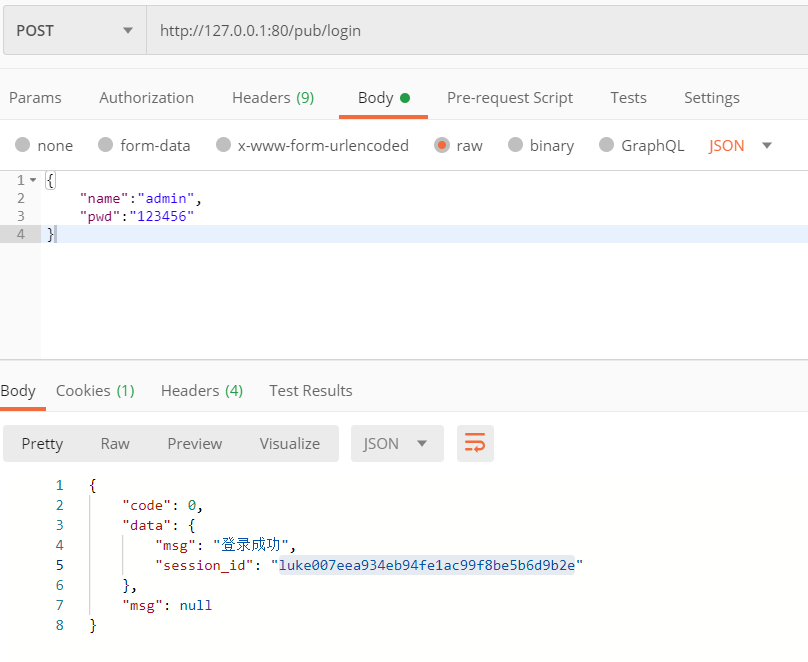 POST http://127.0.0.1:80/pub/login
Params Authorization Headers (9) Body Pre-request Script Tests Settings
none form-data x-www-form-urlencoded raw binary GraphQL JSON
1 {
2 "name":"admin",
3 "pwd":"123456"
4 }
Body Cookies (1) Headers (4) Test Results
Pretty Raw Preview Visualize JSON
1 {
2 "code": 0,
3 "data": {
4 "msg": "登录成功",
5 "session_id": "luke007eea934eb94fe1ac99f8be5b6d9b2e"
6 },
7 "msg": null
8 }